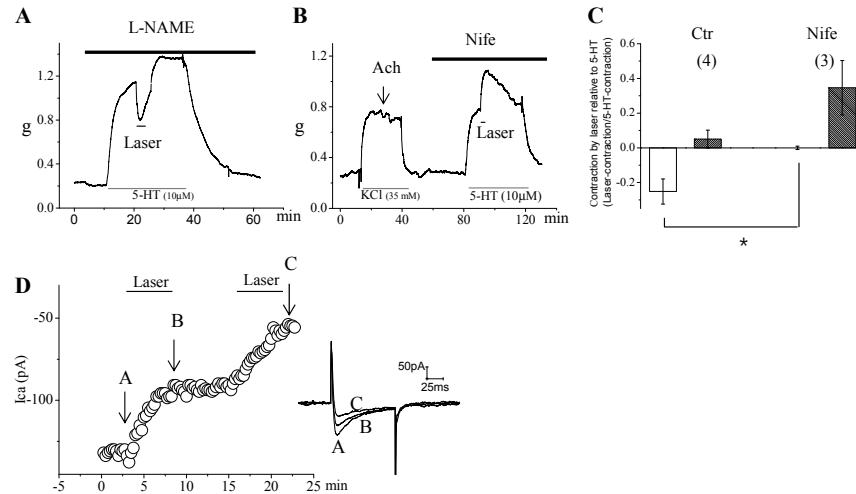 A
L-NAME
1.2
0.8
0.4
0.0
g
Laser
5-HT (10μM)
0
20
40
60
min
B
Nife
Ach
1.2
0.8
0.4
0.0
g
Laser
KCl (35 mM)
5-HT (10μM)
0
40
80
120
min
C
Ctr
(4)
Nife
(3)
Contraction by laser relative to 5-HT
(Laser-contraction/5-HT-contraction)
0.6
0.4
0.2
0.0
-0.2
*
D
Laser
Laser
A
B
C
-50
-100
Ica (pA)
-5
0
5
10
15
20
25
min
50pA
25ms
C
B
A